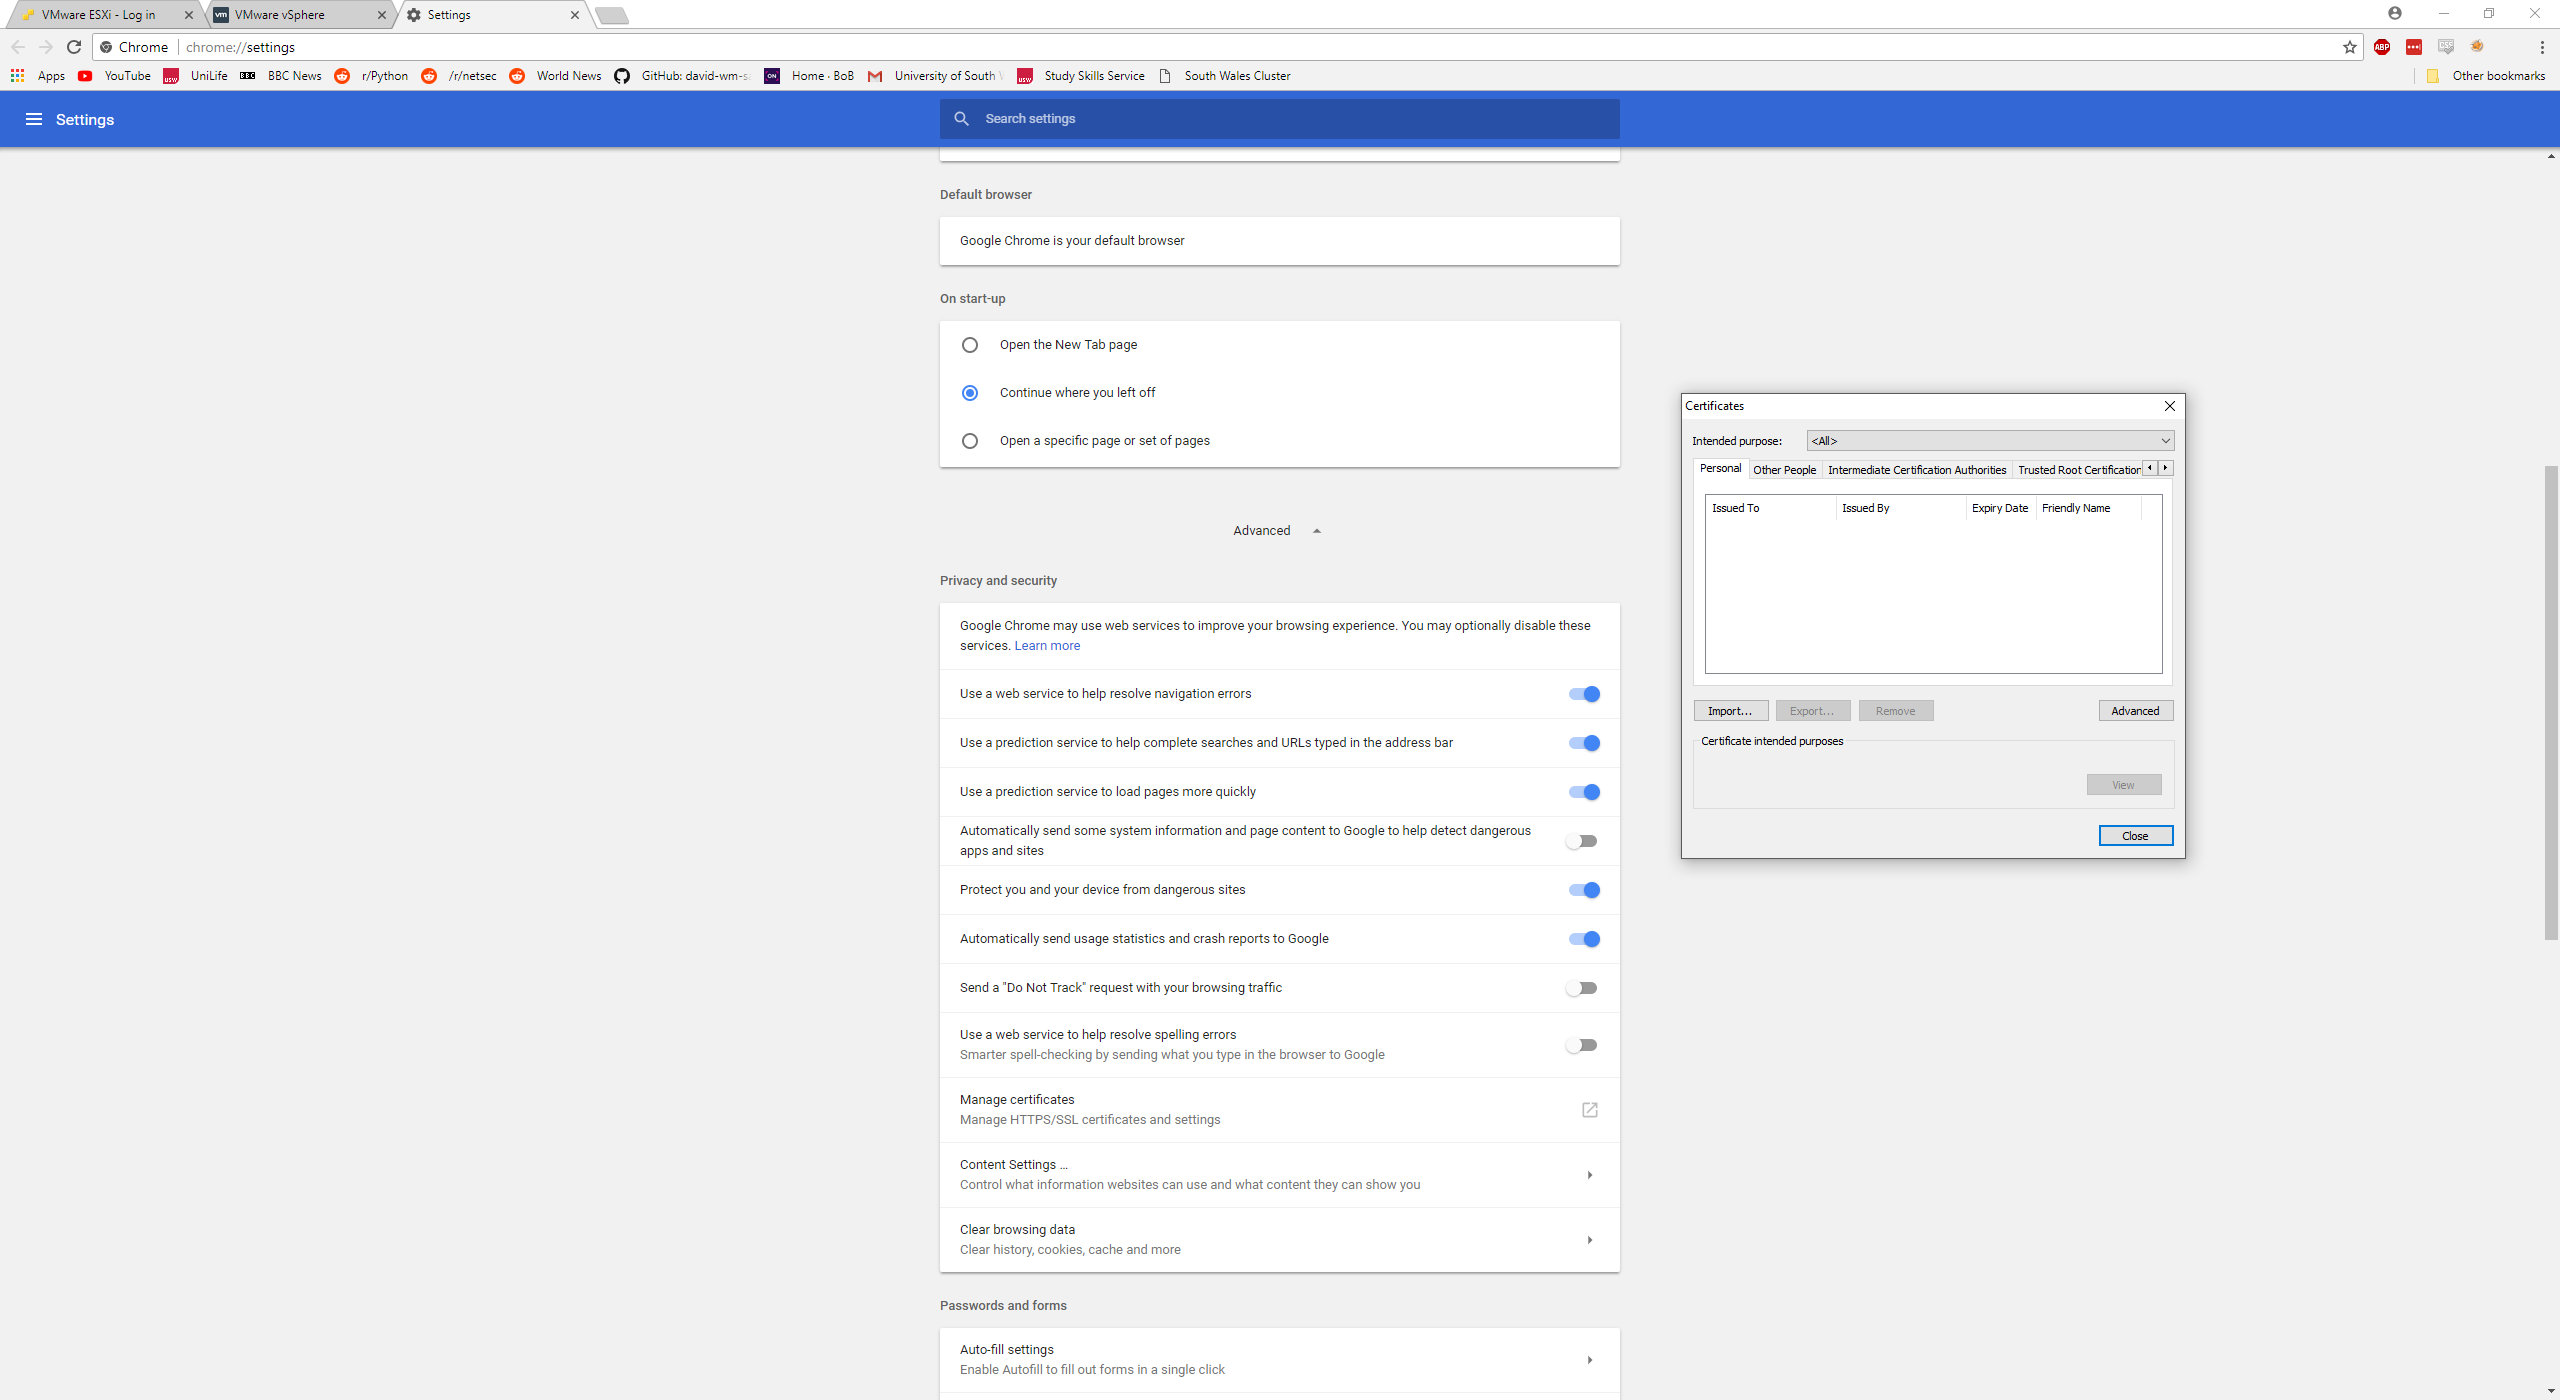 VMware ESXi - Log in
VMware vSphere
Settings
Chrome
chrome://settings
ABP
Apps
YouTube
UniLife
BBC News
r/Python
/r/netsec
World News
GitHub: david-wm-s
Home · BoB
University of South
Study Skills Service
South Wales Cluster
Other bookmarks
Settings
Search settings
Default browser
Google Chrome is your default browser
On start-up
Open the New Tab page
Continue where you left off
Open a specific page or set of pages
Advanced
Privacy and security
Google Chrome may use web services to improve your browsing experience. You may optionally disable these
services. Learn more
Use a web service to help resolve navigation errors
Use a prediction service to help complete searches and URLs typed in the address bar
Use a prediction service to load pages more quickly
Automatically send some system information and page content to Google to help detect dangerous
apps and sites
Protect you and your device from dangerous sites
Automatically send usage statistics and crash reports to Google
Send a "Do Not Track" request with your browsing traffic
Use a web service to help resolve spelling errors
Smarter spell-checking by sending what you type in the browser to Google
Manage certificates
Manage HTTPS/SSL certificates and settings
Content Settings ...
Control what information websites can use and what content they can show you
Clear browsing data
Clear history, cookies, cache and more
Passwords and forms
Auto-fill settings
Enable Autofill to fill out forms in a single click
Certificates
Intended purpose:
<All>
Personal
Other People
Intermediate Certification Authorities
Trusted Root Certification
Issued To
Issued By
Expiry Date
Friendly Name
Import...
Export...
Remove
Advanced
Certificate intended purposes
View
Close